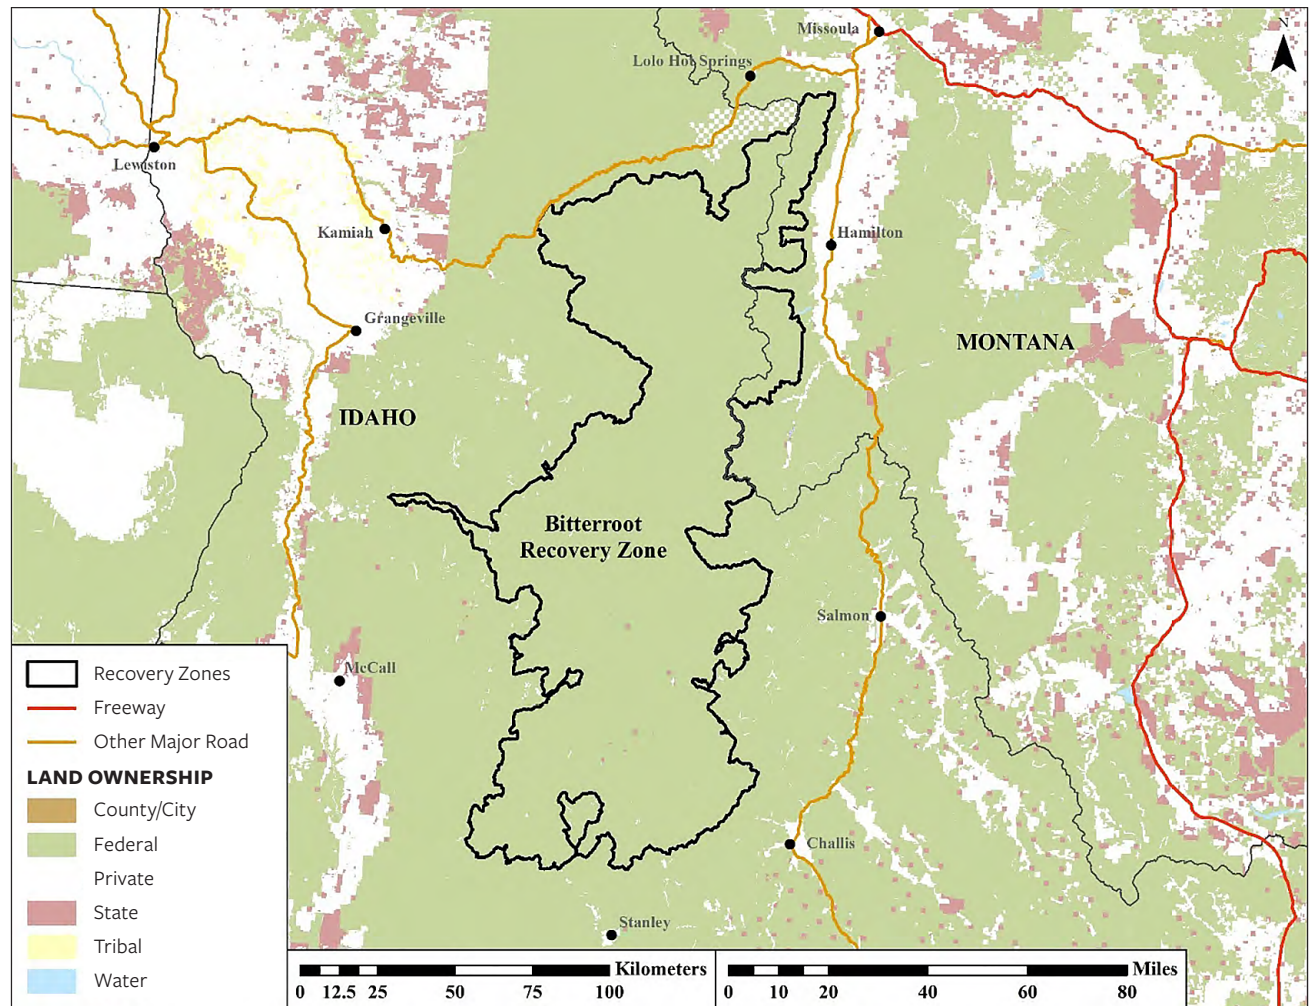 Missoula
N
Lolo Hot Springs
Lewiston
Kamiah
Hamilton
Grangeville
MONTANA
IDAHO
Bitterroot
Recovery Zone
Salmon
McCall
Challis
Stanley
Recovery Zones
Freeway
Other Major Road
LAND OWNERSHIP
County/City
Federal
Private
State
Tribal
Water
Kilometers
0 12.5 25 50 75 100
Miles
0 10 20 40 60 80